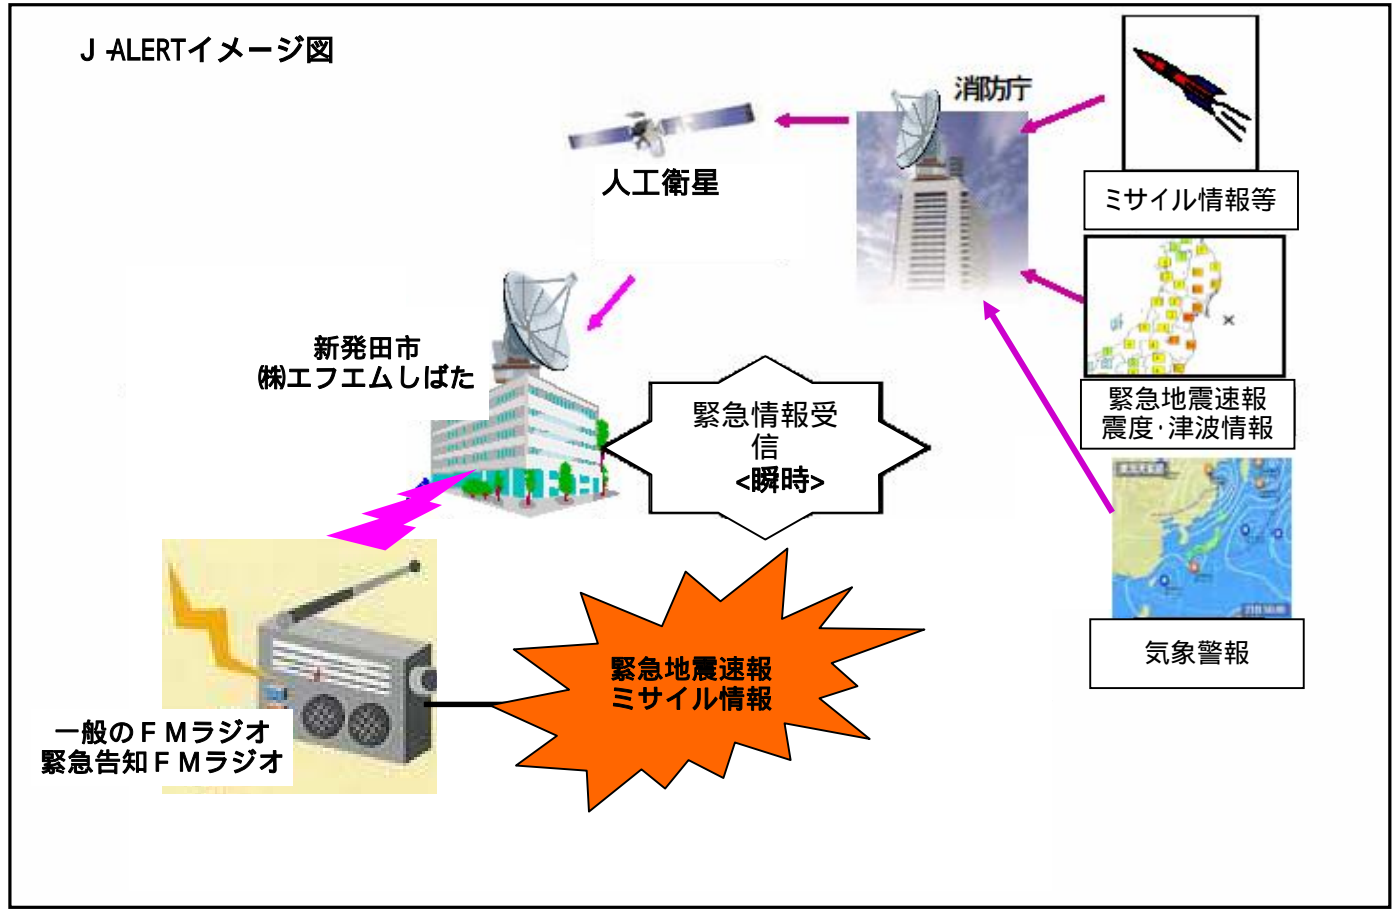 J-ALERTイメージ図
消防庁
人工衛星
ミサイル情報等
新発田市
㈱エフエムしばた
緊急情報受
信
<瞬時>
緊急地震速報
震度・津波情報
気象警報
緊急地震速報
ミサイル情報
一般のＦＭラジオ
緊急告知ＦＭラジオ